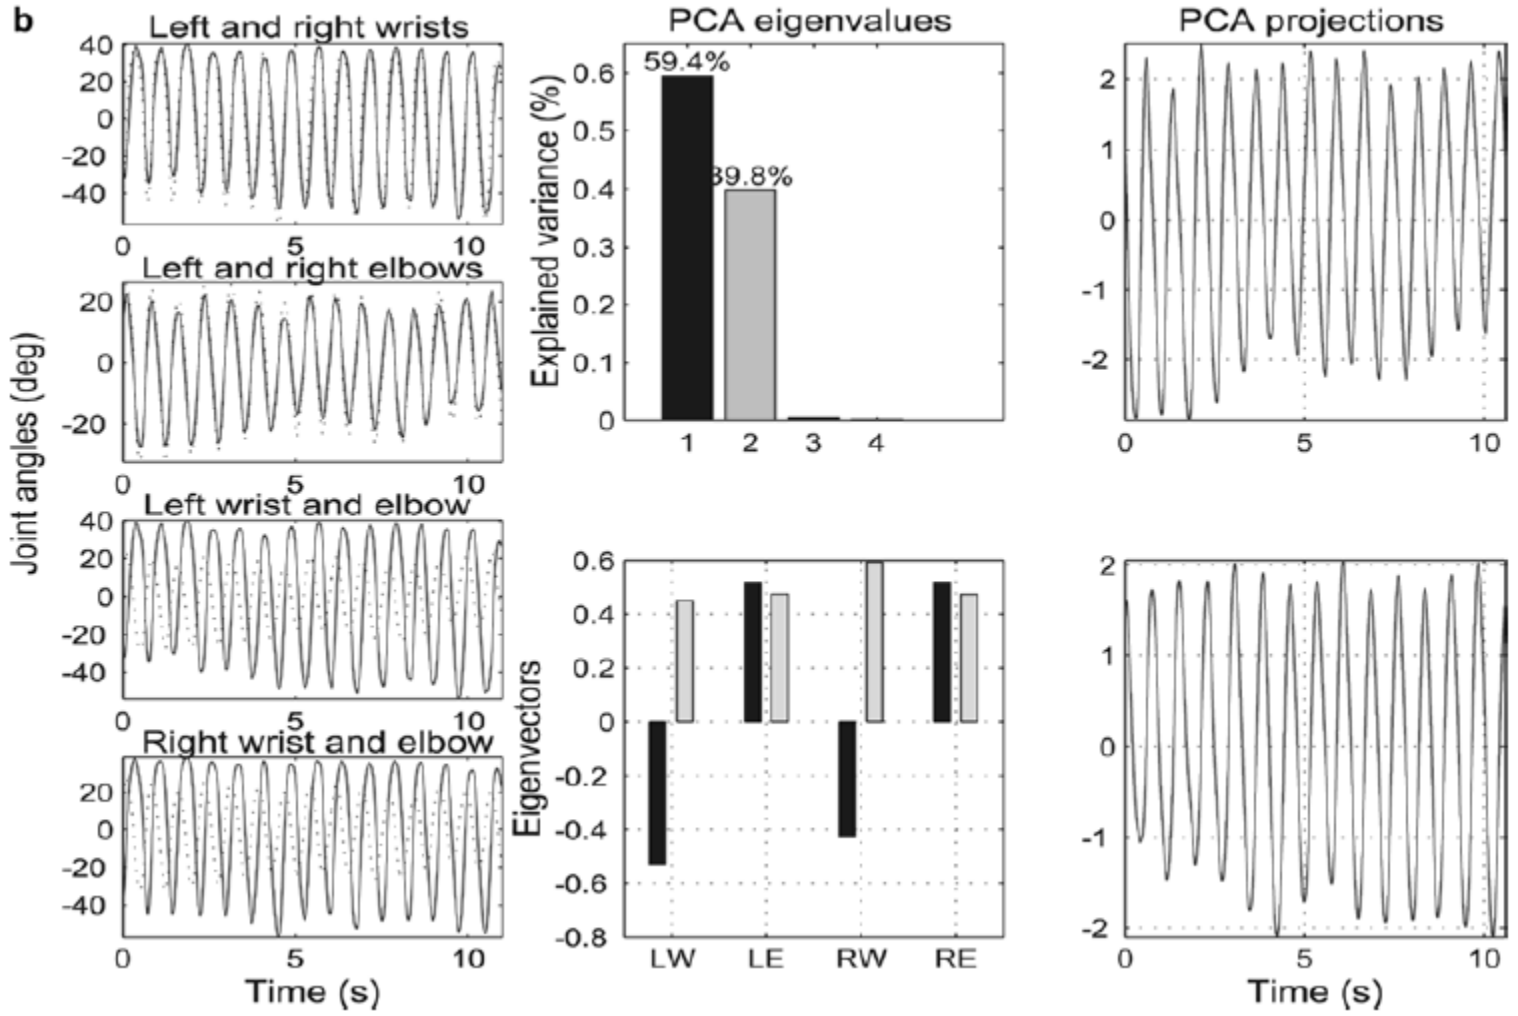 b
Left and right wrists
40
20
0
-20
-40
0 5 10
Left and right elbows
20
0
-20
0 5 10
Left wrist and elbow
40
20
0
-20
-40
0 5 10
Right wrist and elbow
20
0
-20
-40
0 5 10
Time (s)
Joint angles (deg)
PCA eigenvalues
59.4%
39.8%
0.6
0.5
0.4
0.3
0.2
0.1
0
1 2 3 4
Explained variance (%)
0.6
0.4
0.2
0
-0.2
-0.4
-0.6
-0.8
LW LE RW RE
Eigenvectors
PCA projections
2
1
0
-1
-2
0 5 10
2
1
0
-1
-2
0 5 10
Time (s)